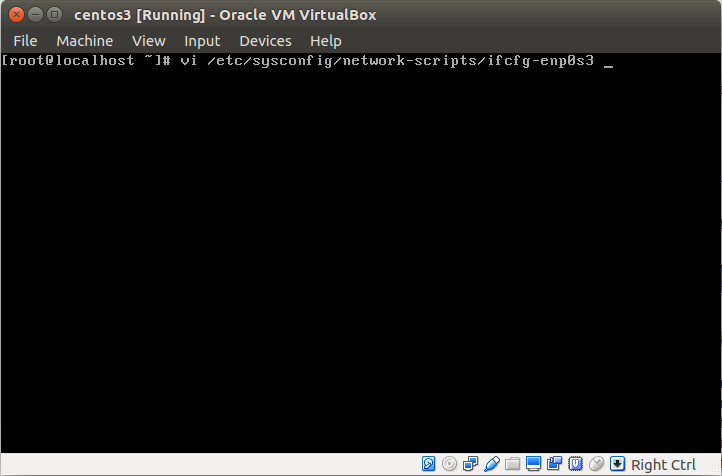 centos3 [Running] - Oracle VM VirtualBox
File Machine View Input Devices Help
[root@localhost ~]# vi /etc/sysconfig/network-scripts/ifcfg-enp0s3 _
Right Ctrl